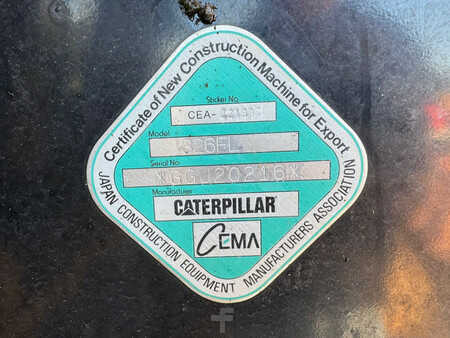 Certificate of New Construction Machine for Export
Sticker No.
CEA-
Model
Serial No
Manufacturer
CATERPILLAR
CEMA
JAPAN CONSTRUCTION EQUIPMENT MANUFACTURERS ASSOCIATION
f